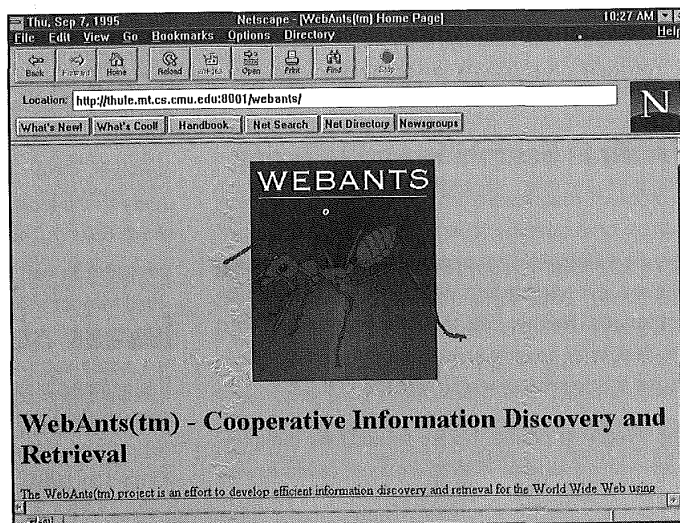 Thu, Sep 7, 1995 Netscape - [WebAnts(tm) Home Page] 10:27 AM
File Edit View Go Bookmarks Options Directory Help
Back Forward Home Reload Images Open Print Find Stop
Location: http://thule.mt.cs.cmu.edu:8001/webants/
N
What's New! What's Cool! Handbook Net Search Net Directory Newsgroups
WEBANTS
WebAnts(tm) - Cooperative Information Discovery and
Retrieval
The WebAnts(tm) project is an effort to develop efficient information discovery and retrieval for the World Wide Web using